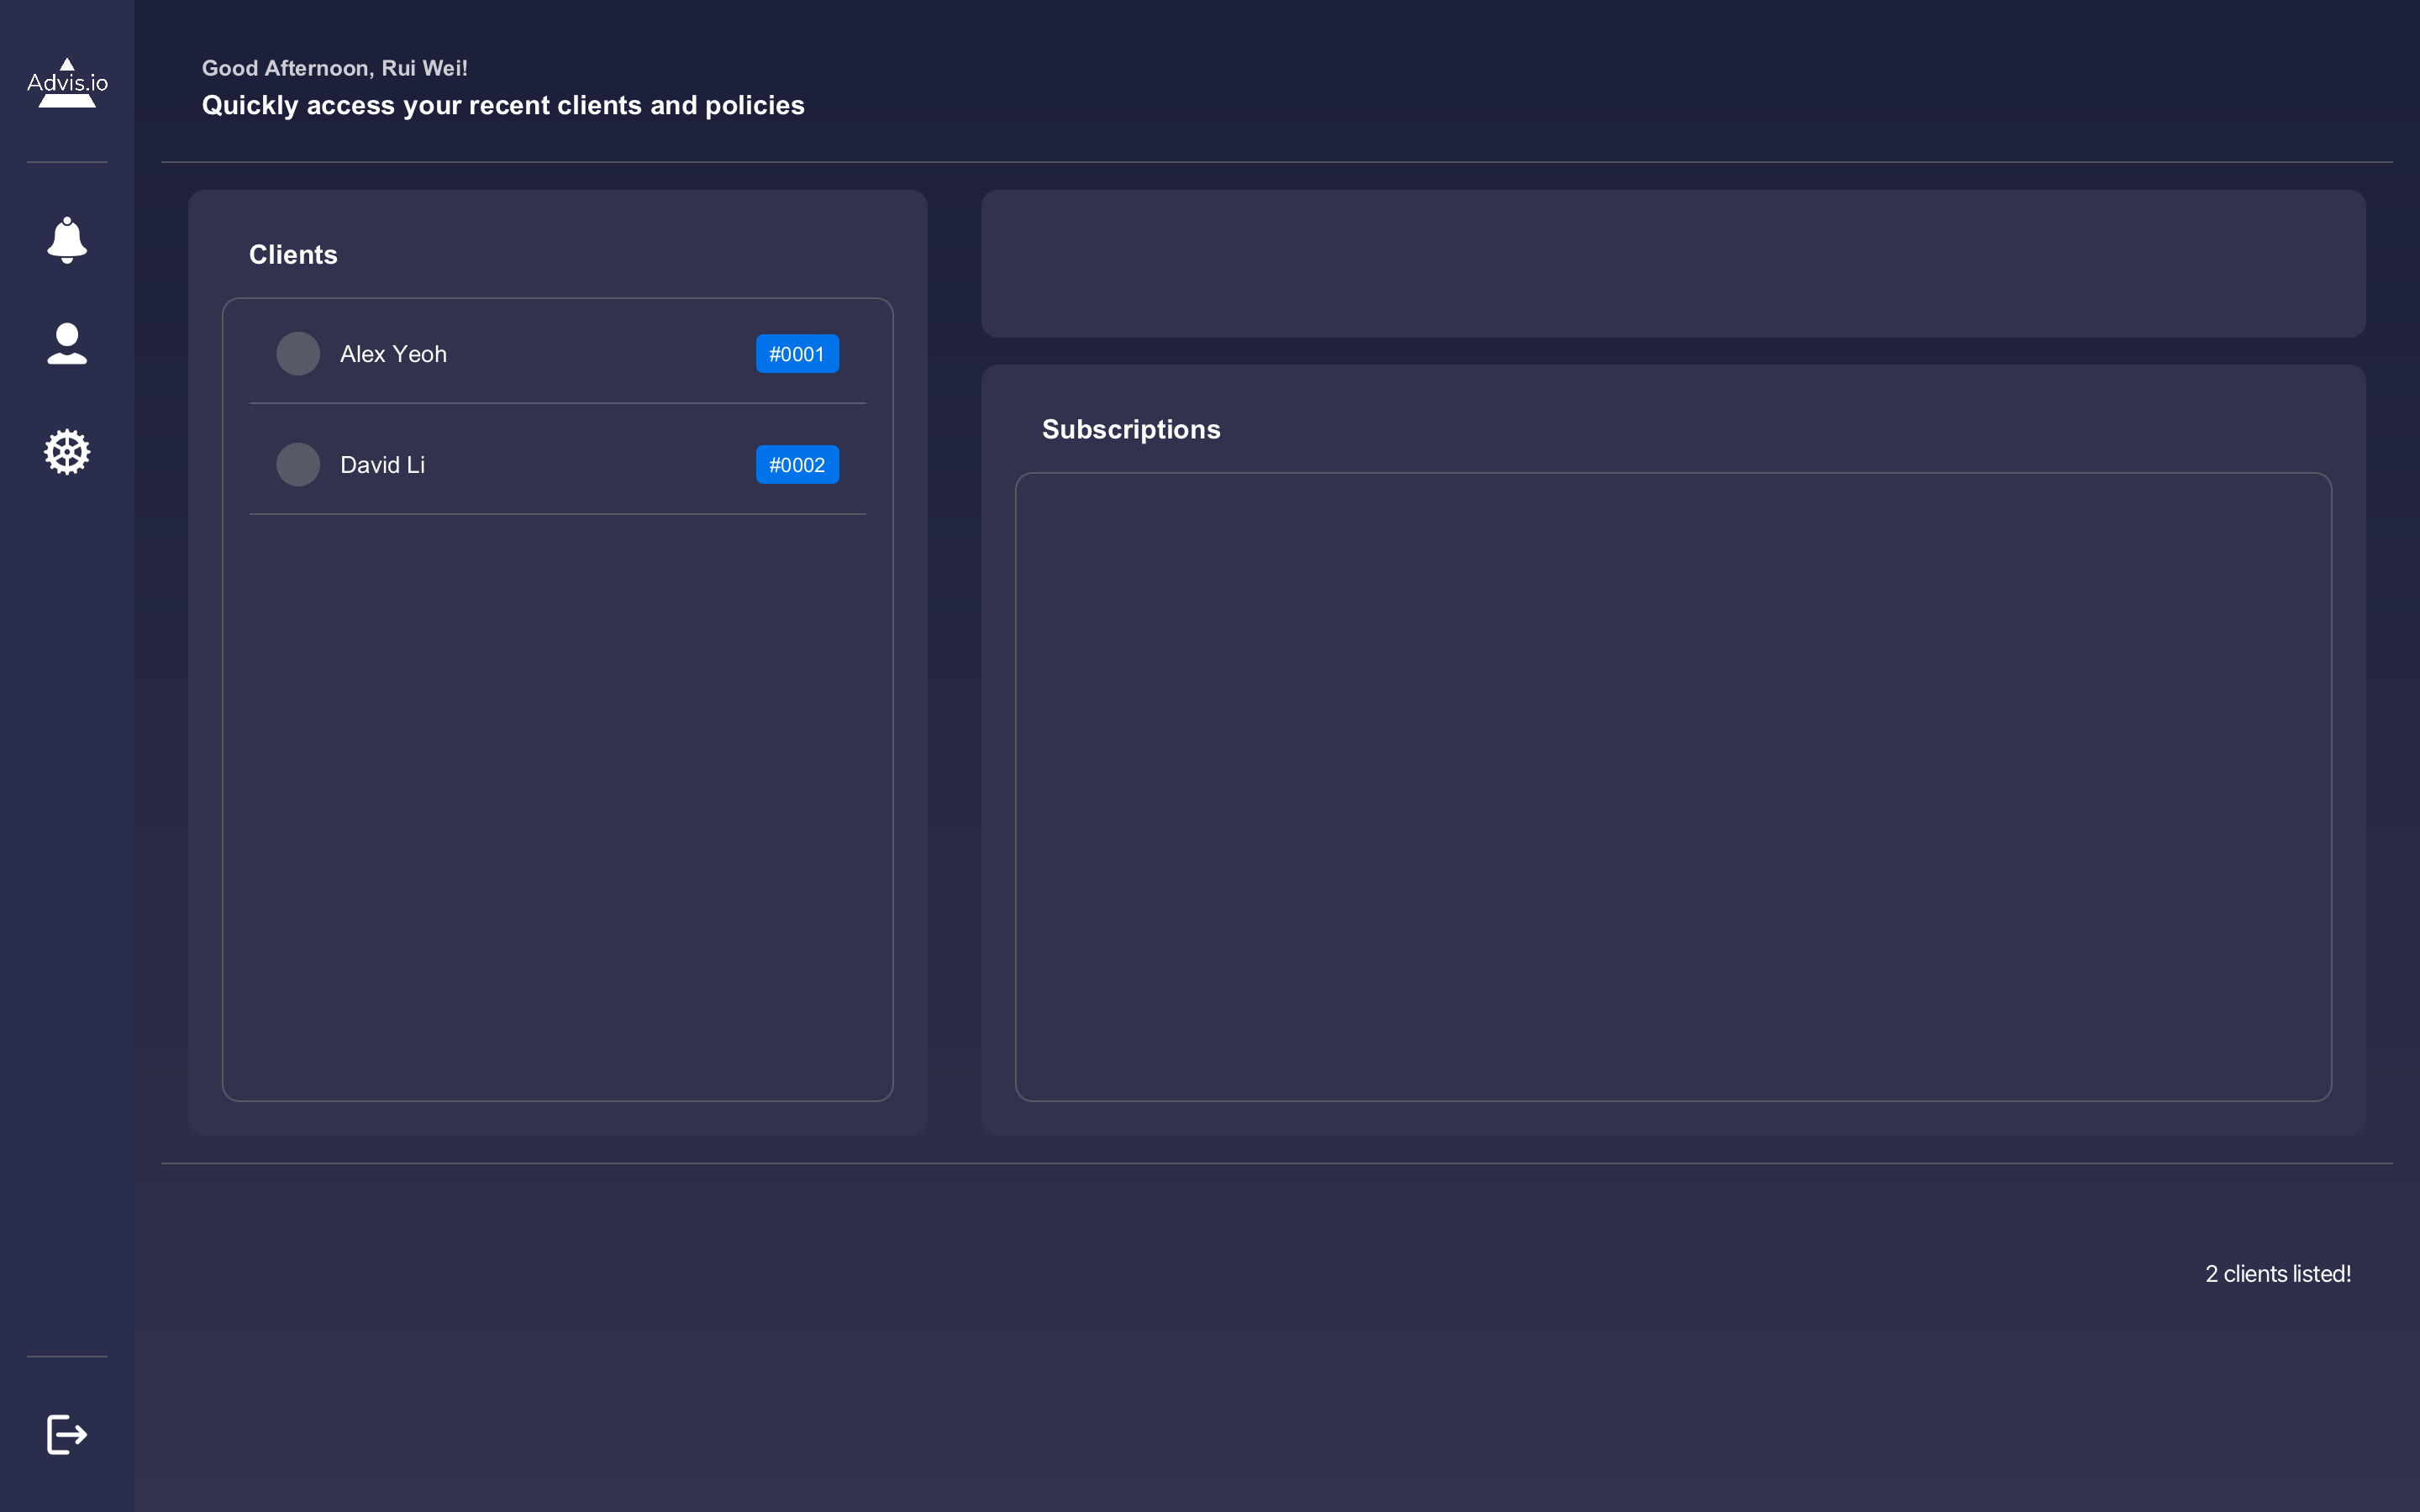 Advis.io
Good Afternoon, Rui Wei!
Quickly access your recent clients and policies
Clients
Alex Yeoh
#0001
David Li
#0002
Subscriptions
2 clients listed!